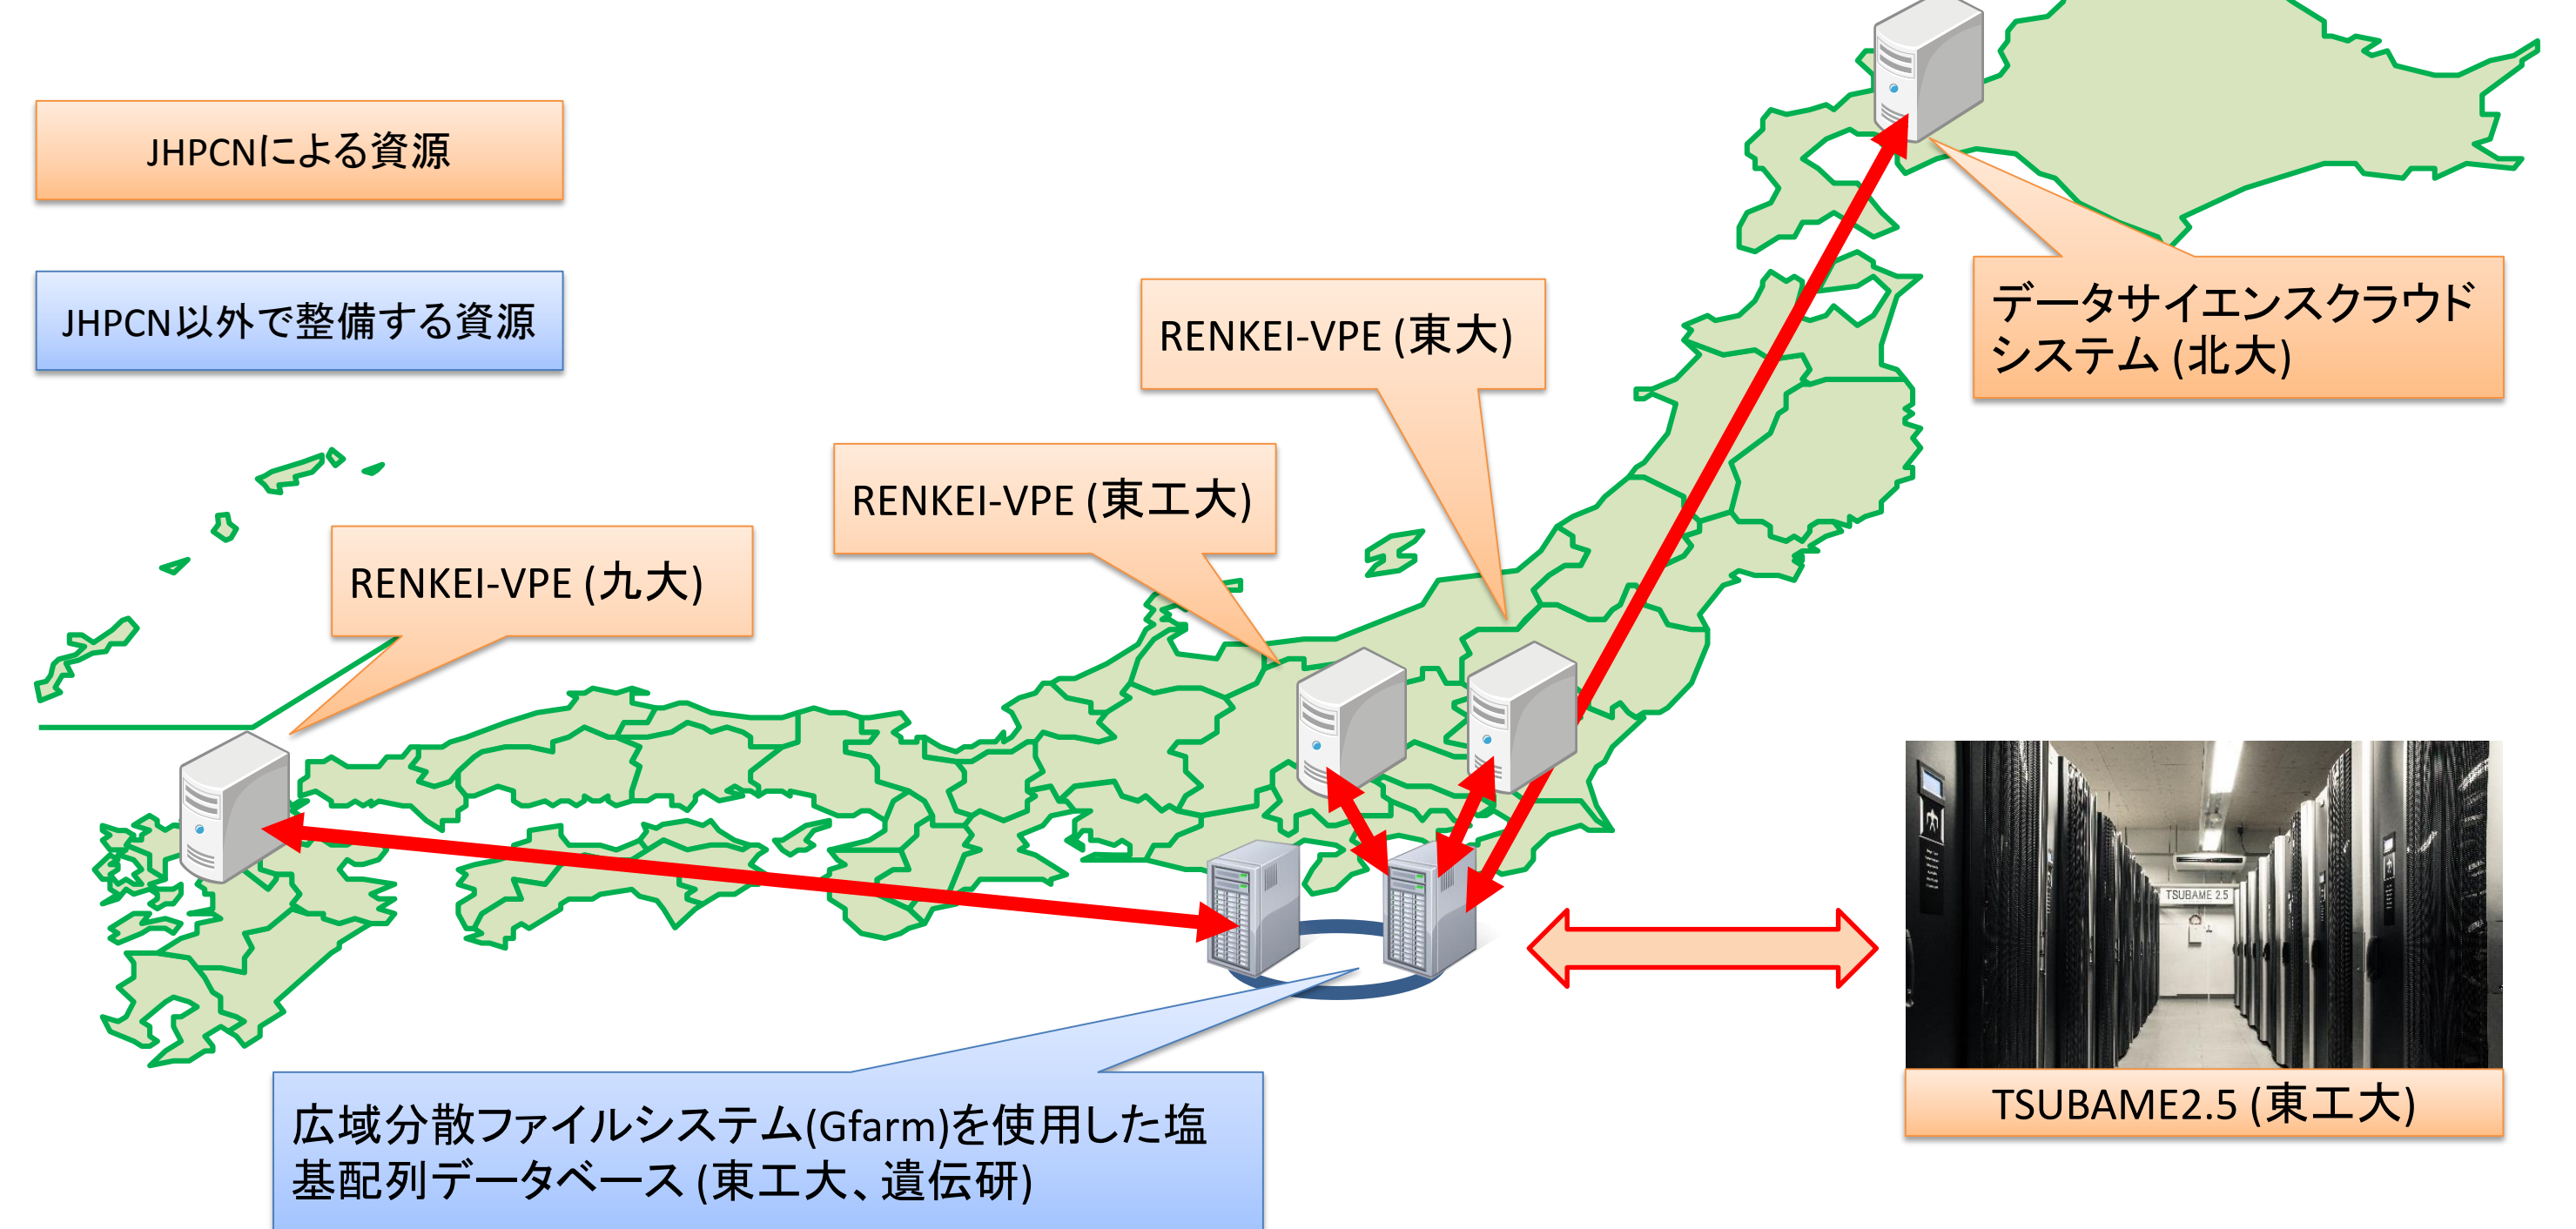 JHPCNによる資源
JHPCN以外で整備する資源
RENKEI-VPE (東大)
データサイエンスクラウド
システム (北大)
RENKEI-VPE (東工大)
RENKEI-VPE (九大)
TSUBAME 2.5
TSUBAME2.5 (東工大)
広域分散ファイルシステム(Gfarm)を使用した塩
基配列データベース (東工大、遺伝研)